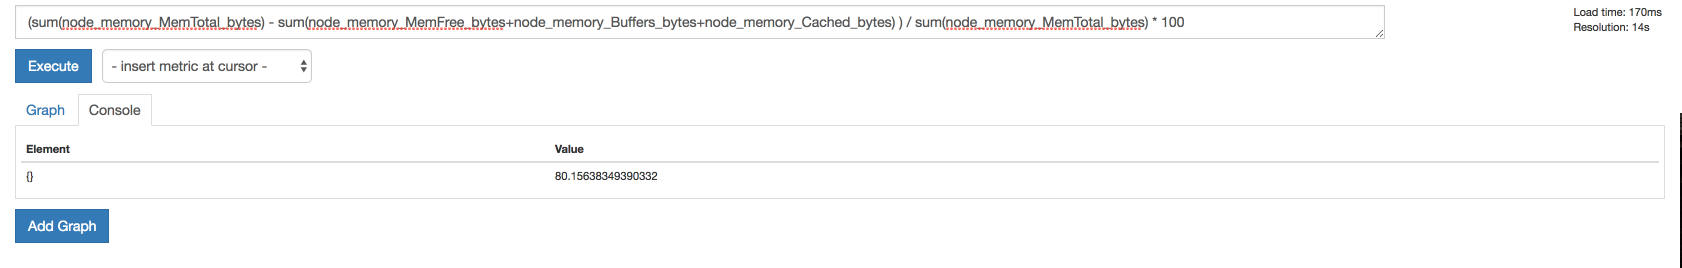 (sum(node_memory_MemTotal_bytes) - sum(node_memory_MemFree_bytes+node_memory_Buffers_bytes+node_memory_Cached_bytes) ) / sum(node_memory_MemTotal_bytes) * 100
Load time: 170ms
Resolution: 14s
Execute
- insert metric at cursor -
Graph
Console
Element Value
{} 80.15638349390332
Add Graph